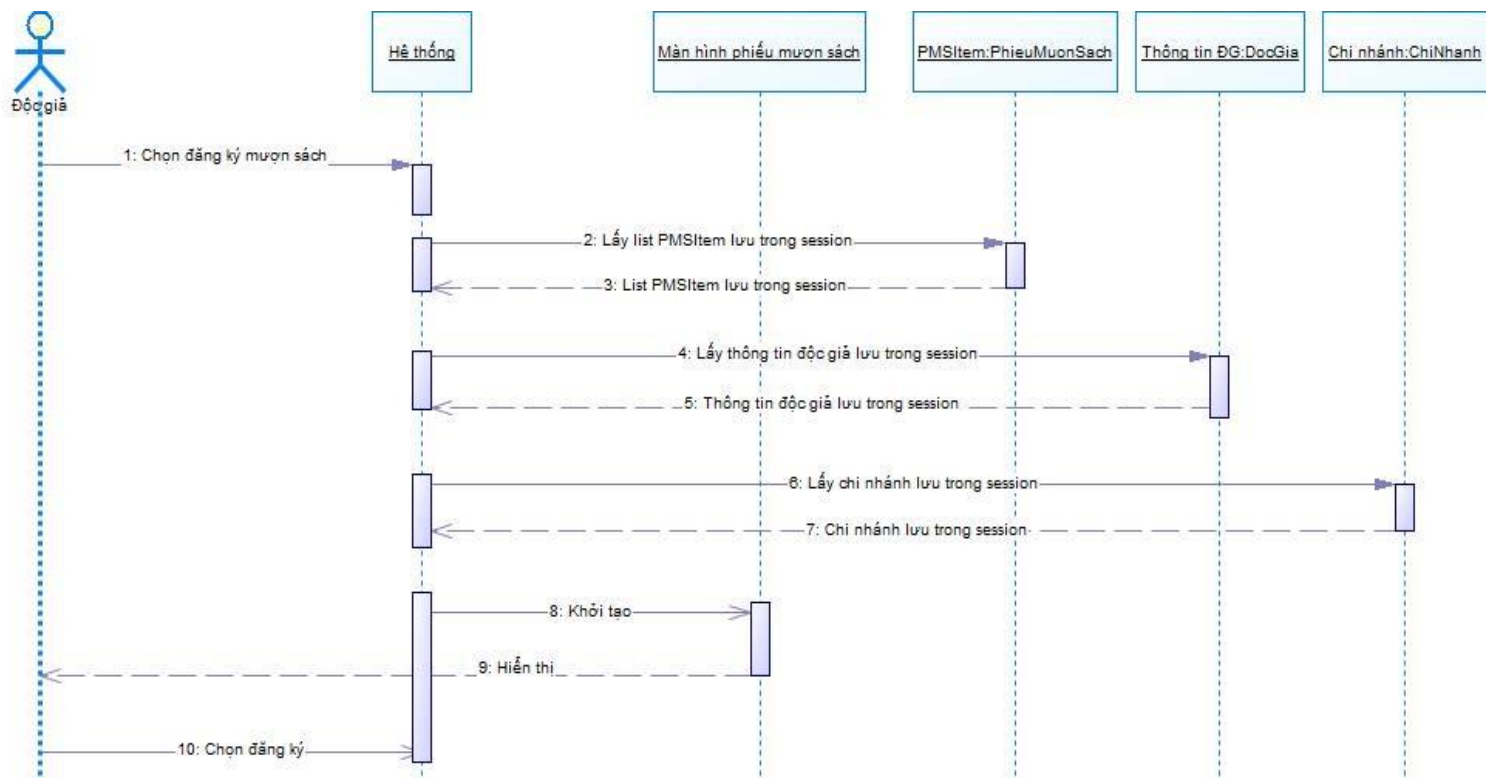 Độc giả
Hệ thống
Màn hình phiếu mượn sách
PMSItem:PhieuMuonSach
Thông tin ĐG:DocGia
Chi nhánh:ChiNhanh
1: Chọn đăng ký mượn sách
2: Lấy list PMSItem lưu trong session
3: List PMSItem lưu trong session
4: Lấy thông tin độc giả lưu trong session
5: Thông tin độc giả lưu trong session
6: Lấy chi nhánh lưu trong session
7: Chi nhánh lưu trong session
8: Khởi tạo
9: Hiển thị
10: Chọn đăng ký